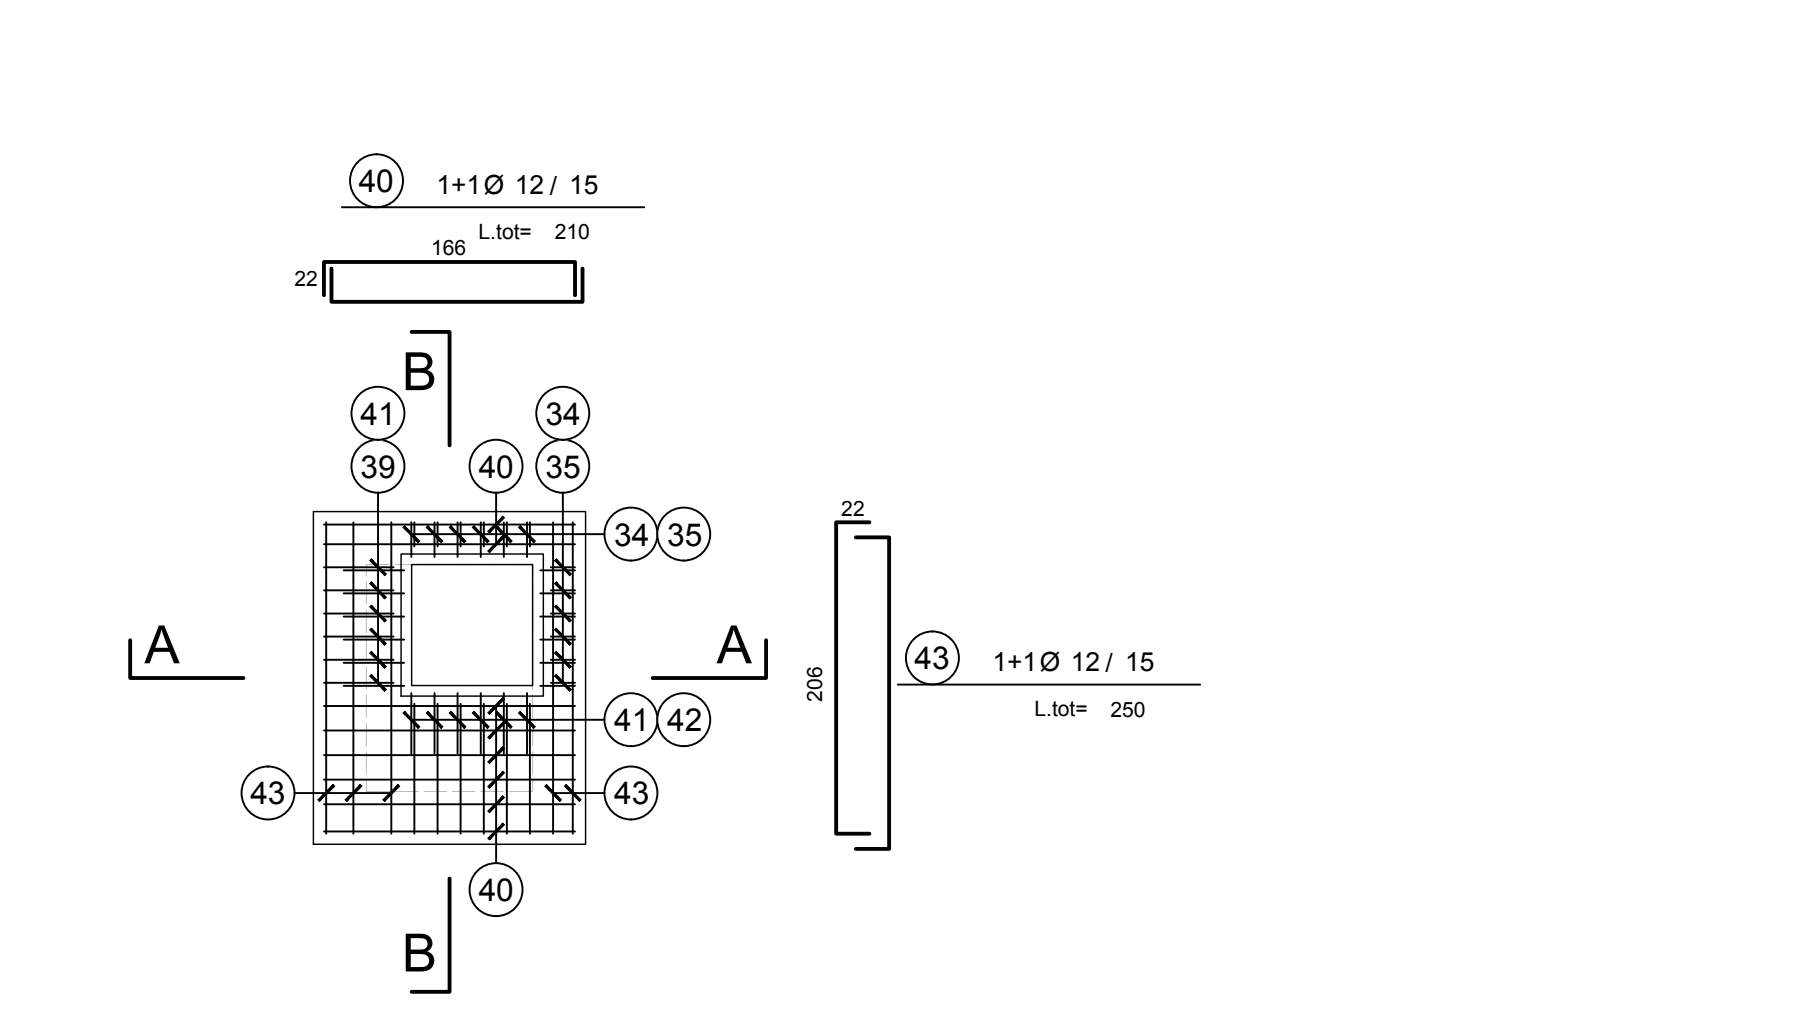 40 1+1Ø 12 / 15
L.tot= 210
166
22
B
41 34
39 40 35
34 35
22
A A
206
43 1+1Ø 12 / 15
L.tot= 250
41 42
43 43
40
B